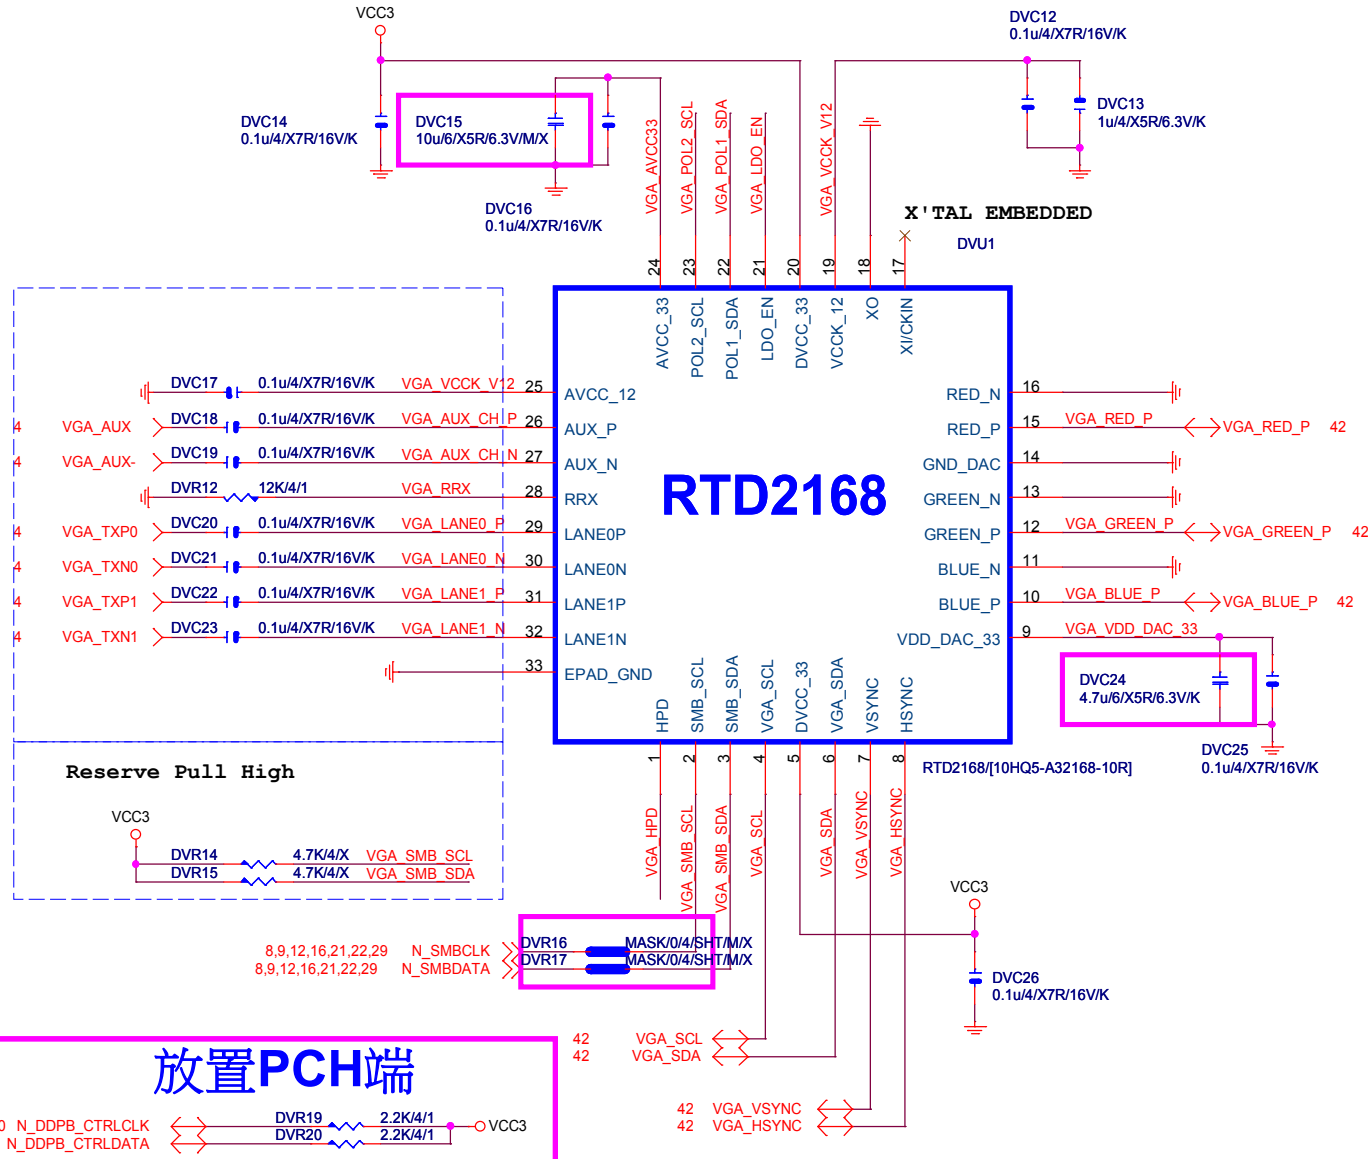 VCC3
DVC14
0.1u/4/X7R/16V/K
DVC15
10u/6/X5R/6.3V/M/X
DVC16
0.1u/4/X7R/16V/K
VGA_AVCC33
VGA_POL2_SCL
VGA_POL1_SDA
VGA_LDO_EN
VGA_VCCK_V12
DVC12
0.1u/4/X7R/16V/K
DVC13
1u/4/X5R/6.3V/K
X'TAL EMBEDDED
DVU1
24 23 22 21 20 19 18 17
AVCC_33
POL2_SCL
POL1_SDA
LDO_EN
DVCC_33
VCCK_12
XO
XI/CKIN
DVC17 0.1u/4/X7R/16V/K VGA_VCCK_V12 25 AVCC_12
4 VGA_AUX DVC18 0.1u/4/X7R/16V/K VGA_AUX_CH_P 26 AUX_P
4 VGA_AUX- DVC19 0.1u/4/X7R/16V/K VGA_AUX_CH_N 27 AUX_N
DVR12 12K/4/1 VGA_RRX 28 RRX
4 VGA_TXP0 DVC20 0.1u/4/X7R/16V/K VGA_LANE0_P 29 LANE0P
4 VGA_TXN0 DVC21 0.1u/4/X7R/16V/K VGA_LANE0_N 30 LANE0N
4 VGA_TXP1 DVC22 0.1u/4/X7R/16V/K VGA_LANE1_P 31 LANE1P
4 VGA_TXN1 DVC23 0.1u/4/X7R/16V/K VGA_LANE1_N 32 LANE1N
33 EPAD_GND
RTD2168
RED_N 16
RED_P 15 VGA_RED_P VGA_RED_P 42
GND_DAC 14
GREEN_N 13
GREEN_P 12 VGA_GREEN_P VGA_GREEN_P 42
BLUE_N 11
BLUE_P 10 VGA_BLUE_P VGA_BLUE_P 42
VDD_DAC_33 9 VGA_VDD_DAC_33
DVC24
4.7u/6/X5R/6.3V/K
DVC25
0.1u/4/X7R/16V/K
HPD
SMB_SCL
SMB_SDA
VGA_SCL
DVCC_33
VGA_SDA
VSYNC
HSYNC
1 2 3 4 5 6 7 8
RTD2168/[10HQ5-A32168-10R]
VGA_HPD
VGA_SMB_SCL
VGA_SMB_SDA
VGA_SCL
VGA_SDA
VGA_VSYNC
VGA_HSYNC
Reserve Pull High
VCC3
DVR14 4.7K/4/X VGA_SMB_SCL
DVR15 4.7K/4/X VGA_SMB_SDA
8,9,12,16,21,22,29 N_SMBCLK DVR16 MASK/0/4/SHT/M/X
8,9,12,16,21,22,29 N_SMBDATA DVR17 MASK/0/4/SHT/M/X
VCC3
DVC26
0.1u/4/X7R/16V/K
42 VGA_SCL
42 VGA_SDA
42 VGA_VSYNC
42 VGA_HSYNC
放置PCH端
0 N_DDPB_CTRLCLK DVR19 2.2K/4/1 VCC3
N_DDPB_CTRLDATA DVR20 2.2K/4/1